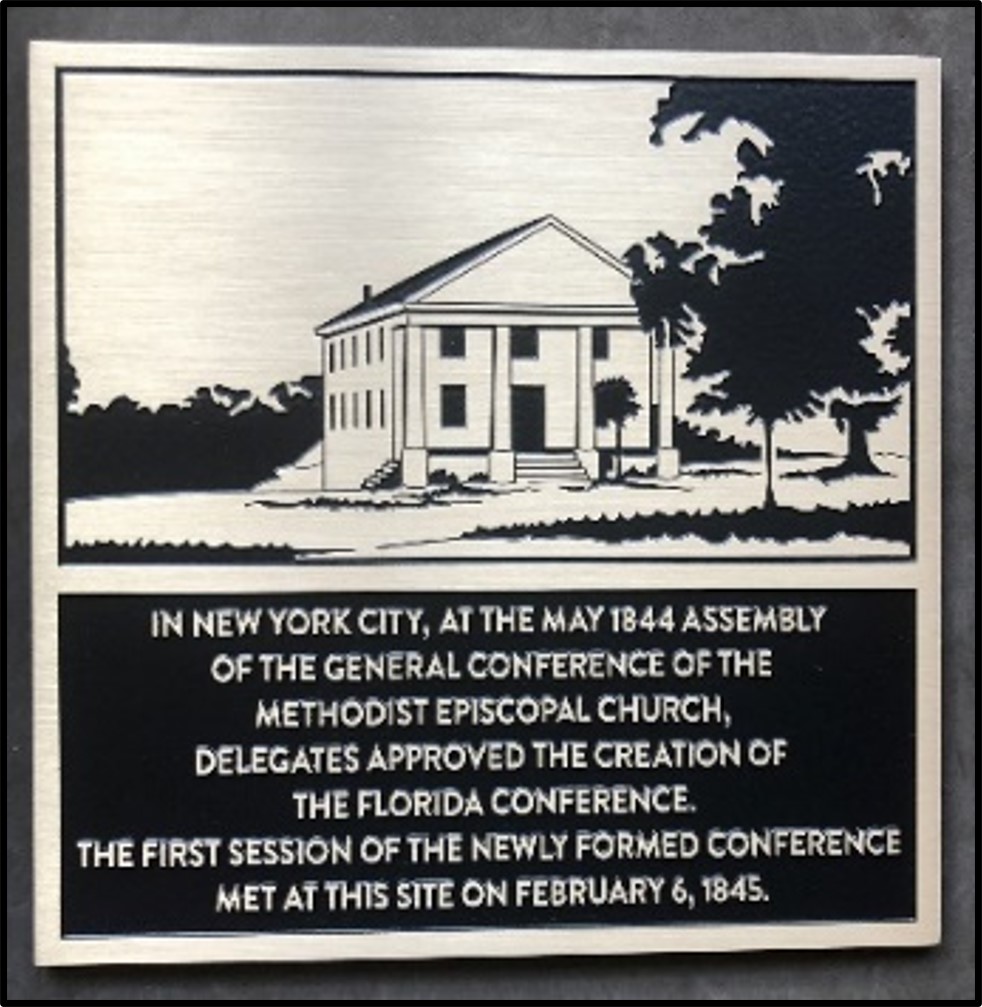 IN NEW YORK CITY, AT THE MAY 1844 ASSEMBLY
OF THE GENERAL CONFERENCE OF THE
METHODIST EPISCOPAL CHURCH,
DELEGATES APPROVED THE CREATION OF
THE FLORIDA CONFERENCE.
THE FIRST SESSION OF THE NEWLY FORMED CONFERENCE
MET AT THIS SITE ON FEBRUARY 6, 1845.